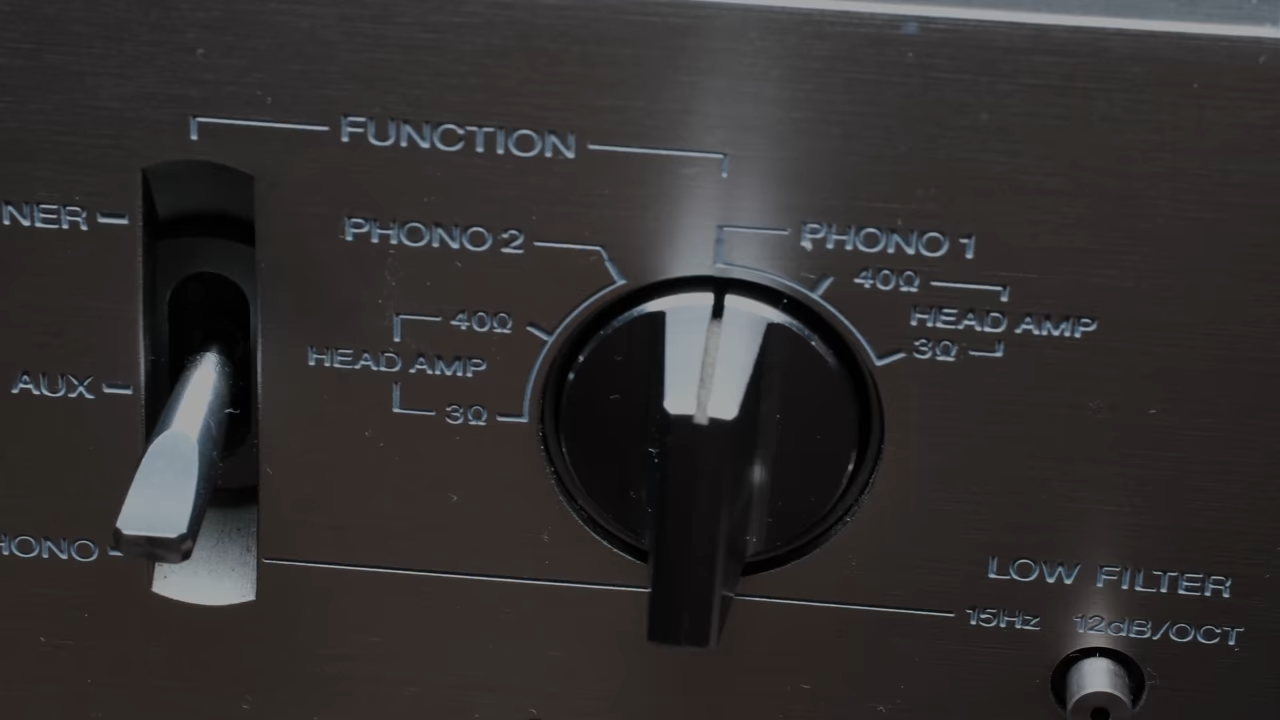 FUNCTION
NER
PHONO 2
PHONO 1
40Ω
HEAD AMP
3Ω
40Ω
HEAD AMP
3Ω
AUX
HONO
LOW FILTER
15Hz 12dB/OCT